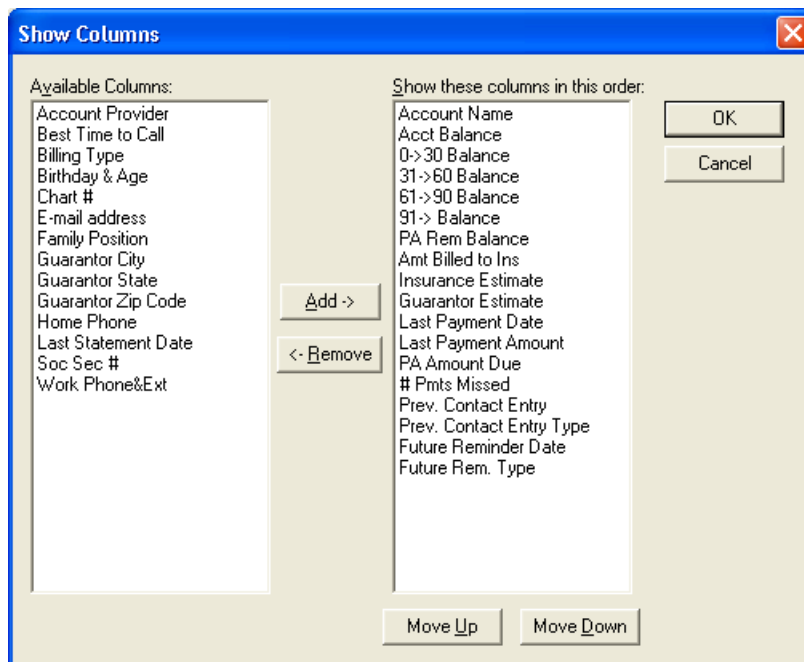 Show Columns
Available Columns:
Account Provider
Best Time to Call
Billing Type
Birthday & Age
Chart #
E-mail address
Family Position
Guarantor City
Guarantor State
Guarantor Zip Code
Home Phone
Last Statement Date
Soc Sec #
Work Phone&Ext
Add ->
<- Remove
Show these columns in this order:
Account Name
Acct Balance
0->30 Balance
31->60 Balance
61->90 Balance
91-> Balance
PA Rem Balance
Amt Billed to Ins
Insurance Estimate
Guarantor Estimate
Last Payment Date
Last Payment Amount
PA Amount Due
# Pmts Missed
Prev. Contact Entry
Prev. Contact Entry Type
Future Reminder Date
Future Rem. Type
Move Up
Move Down
OK
Cancel